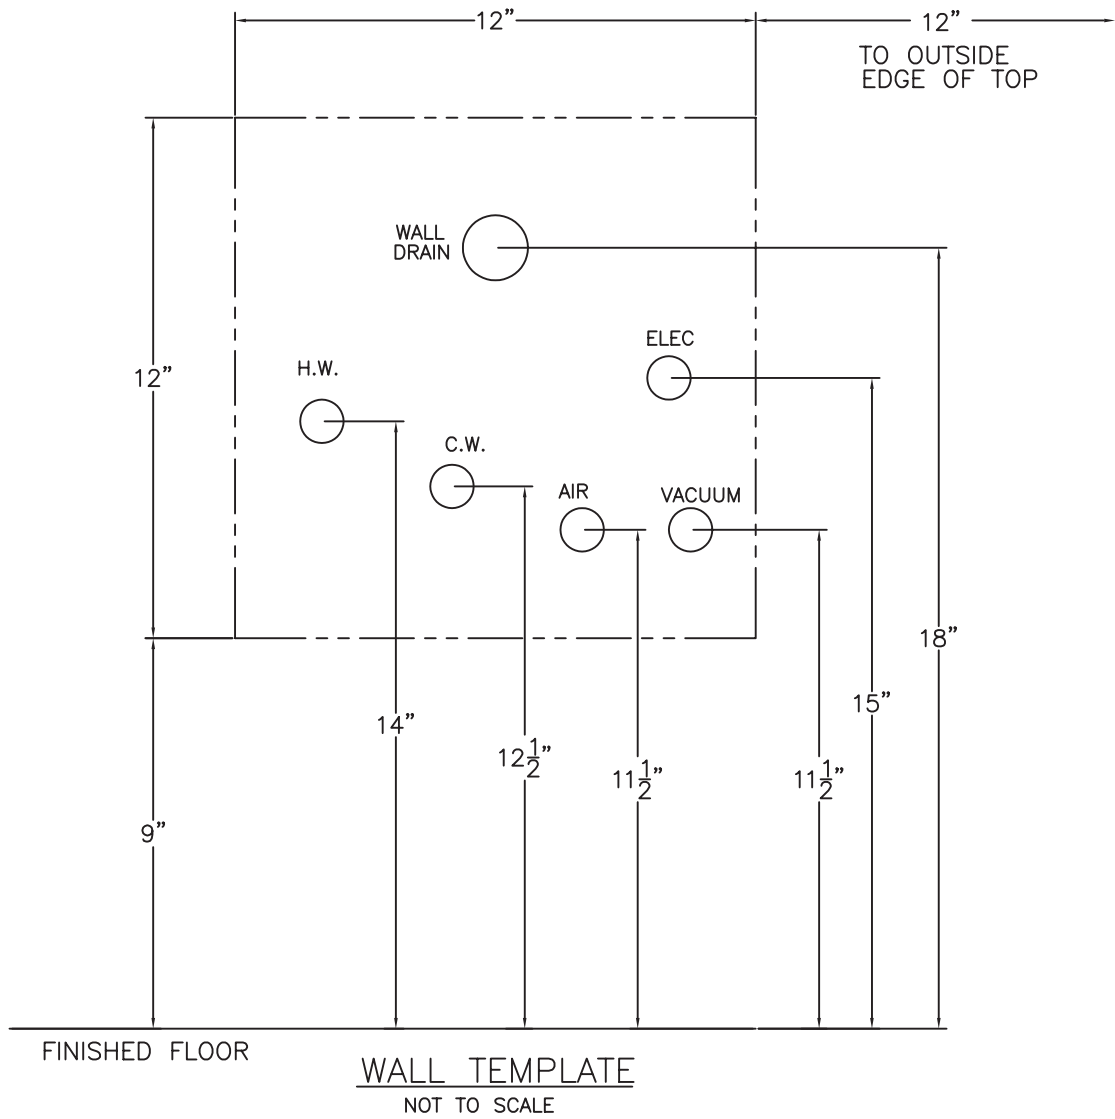 12”
12”
TO OUTSIDE
EDGE OF TOP
WALL
DRAIN
ELEC
H.W.
12”
C.W.
AIR
VACUUM
18”
15”
14”
12 1/2”
11 1/2”
11 1/2”
9”
FINISHED FLOOR
WALL TEMPLATE
NOT TO SCALE